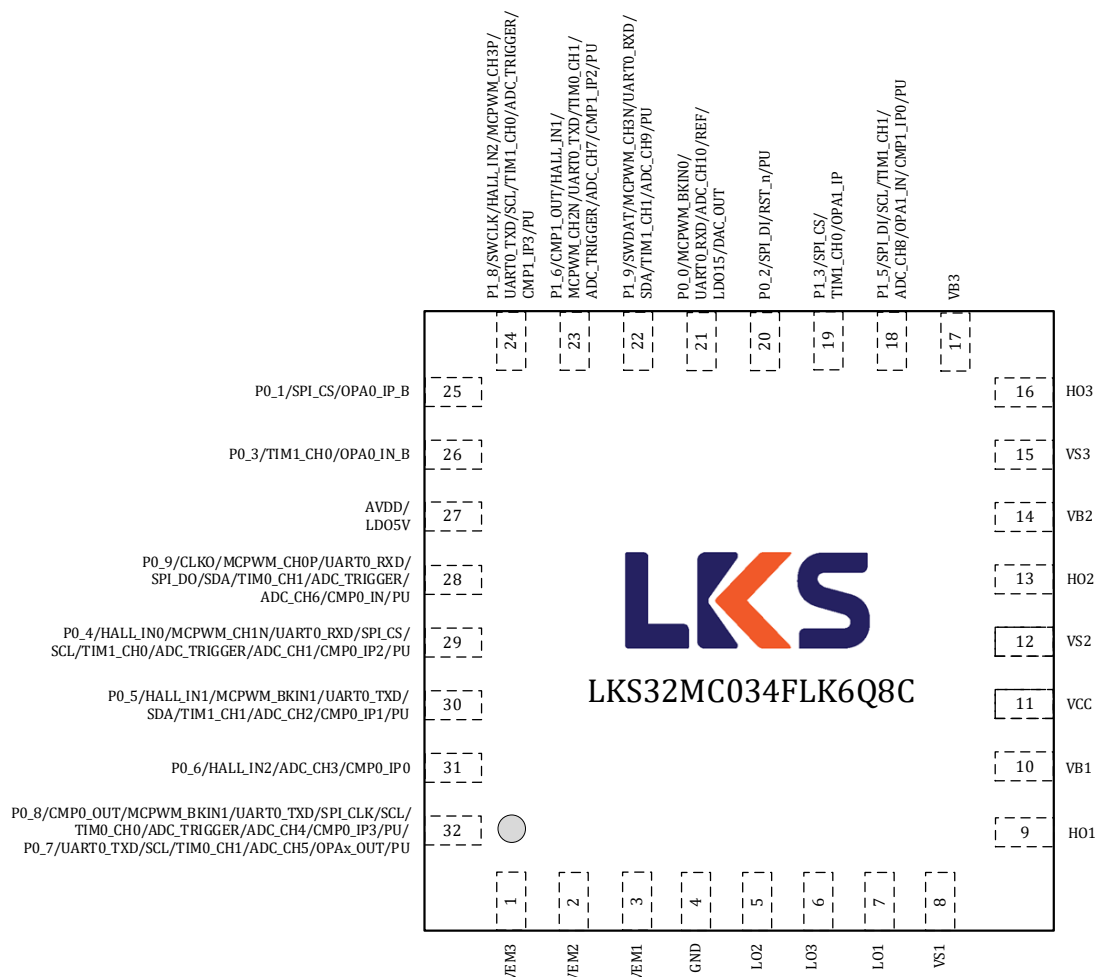 P1_8/SWCLK/HALL_IN2/MCPWM_CH3P/
UART0_TXD/SCL/TIM1_CH0/ADC_TRIGGER/
CMP1_IP3/PU
P1_6/CMP1_OUT/HALL_IN1/
MCPWM_CH2N/UART0_TXD/TIM0_CH1/
ADC_TRIGGER/ADC_CH7/CMP1_IP2/PU
P1_9/SWDAT/MCPWM_CH3N/UART0_RXD/
SDA/TIM1_CH1/ADC_CH9/PU
P0_0/MCPWM_BKIN0/
UART0_RXD/ADC_CH10/REF/
LDO15/DAC_OUT
P0_2/SPI_DI/RST_n/PU
P1_3/SPI_CS/
TIM1_CH0/OPA1_IP
P1_5/SPI_DI/SCL/TIM1_CH1/
ADC_CH8/OPA1_IN/CMP1_IP0/PU
VB3
24
23
22
21
20
19
18
17
P0_1/SPI_CS/OPA0_IP_B
25
P0_3/TIM1_CH0/OPA0_IN_B
26
AVDD/
LDO5V
27
P0_9/CLKO/MCPWM_CH0P/UART0_RXD/
SPI_DO/SDA/TIM0_CH1/ADC_TRIGGER/
ADC_CH6/CMP0_IN/PU
28
P0_4/HALL_IN0/MCPWM_CH1N/UART0_RXD/SPI_CS/
SCL/TIM1_CH0/ADC_TRIGGER/ADC_CH1/CMP0_IP2/PU
29
P0_5/HALL_IN1/MCPWM_BKIN1/UART0_TXD/
SDA/TIM1_CH1/ADC_CH2/CMP0_IP1/PU
30
P0_6/HALL_IN2/ADC_CH3/CMP0_IP0
31
P0_8/CMP0_OUT/MCPWM_BKIN1/UART0_TXD/SPI_CLK/SCL/
TIM0_CH0/ADC_TRIGGER/ADC_CH4/CMP0_IP3/PU/
P0_7/UART0_TXD/SCL/TIM0_CH1/ADC_CH5/OPAx_OUT/PU
32
LKS
LKS32MC034FLK6Q8C
16 HO3
15 VS3
14 VB2
13 HO2
12 VS2
11 VCC
10 VB1
9 HO1
1
2
3
4
5
6
7
8
/EM3
/EM2
/EM1
GND
LO2
LO3
LO1
VS1